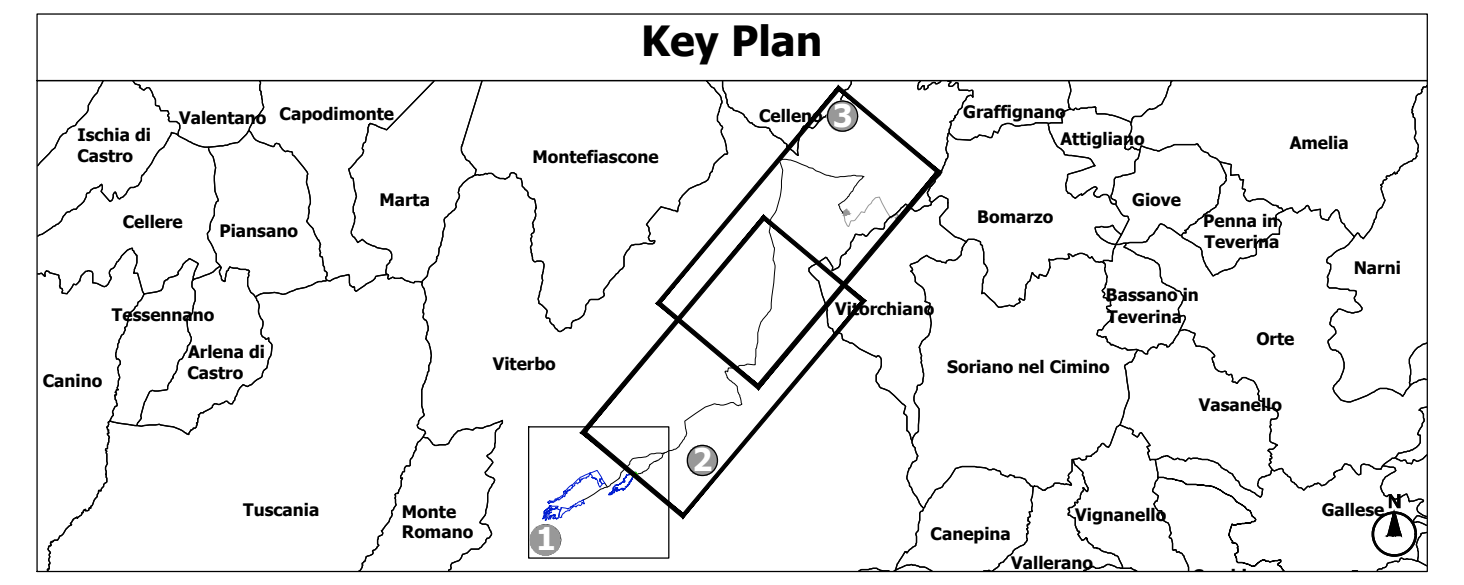 Key Plan
Valentano
Capodimonte
Celleno
3
Graffignano
Ischia di
Castro
Attigliano
Amelia
Montefiascone
Marta
Giove
Cellere
Piansano
Bomarzo
Penna in
Teverina
Narni
Tessennano
Vitorchiano
Bassano in
Teverina
Arlena di
Castro
Orte
Canino
Viterbo
Soriano nel Cimino
Vasanello
2
Tuscania
Monte
Romano
1
Canepina
Vignanello
Gallese
N
Vallerano